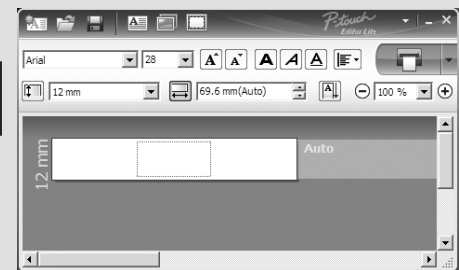 A P-touch
Editor Lite
Arial 28 A A A A A
12 mm 69.6 mm(Auto) A 100 %
12 mm Auto